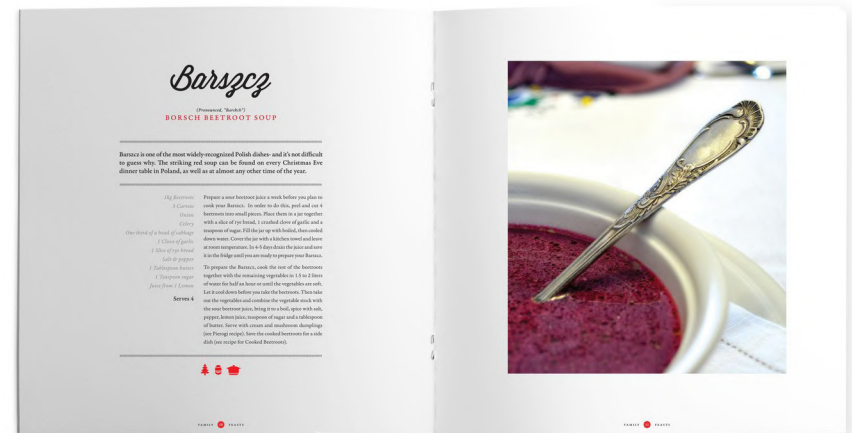 Barszcz
(Pronounced, "Bardsh")
BORSCH BEETROOT SOUP
Barszcz is one of the most widely-recognized Polish dishes- and it's not difficult
to guess why. The striking red soup can be found on every Christmas Eve
dinner table in Poland, as well as at almost any other time of the year.
1kg Beetroots
3 Carrots
Onion
Celery
One third of a head of cabbage
1 Clove of garlic
1 Slice of rye bread
Salt & pepper
1 Tablespoon butter
2 Teaspoon sugar
Juice from 1 Lemon
Serves 4
Prepare a sour beetroot juice a week before you plan to
cook your Barszcz. In order to do this, peel and cut 4
beetroots into small pieces. Place them in a jar together
with a slice of rye bread, 1 crushed clove of garlic and a
teaspoon of sugar. Fill the jar up with boiled, then cooled
down water. Cover the jar with a kitchen towel and leave
at room temperature. In 4-5 days drain the juice and save
it in the fridge until you are ready to prepare your Barszcz.
To prepare the Barszcz, cook the rest of the beetroots
together with the remaining vegetables in 1.5 to 2 liters
of water for half an hour or until the vegetables are soft.
Let it cool down before you take the beetroots. Then take
out the vegetables and combine the vegetable stock with
the sour beetroot juice, bring it to a boil, spice with salt,
pepper, lemon juice, teaspoon of sugar and a tablespoon
of butter. Serve with cream and mushroom dumplings
(see Pierogi recipe). Save the cooked beetroots for a side
dish (see recipe for Cooked Beetroots).
FAMILY FEASTS
FAMILY FEASTS